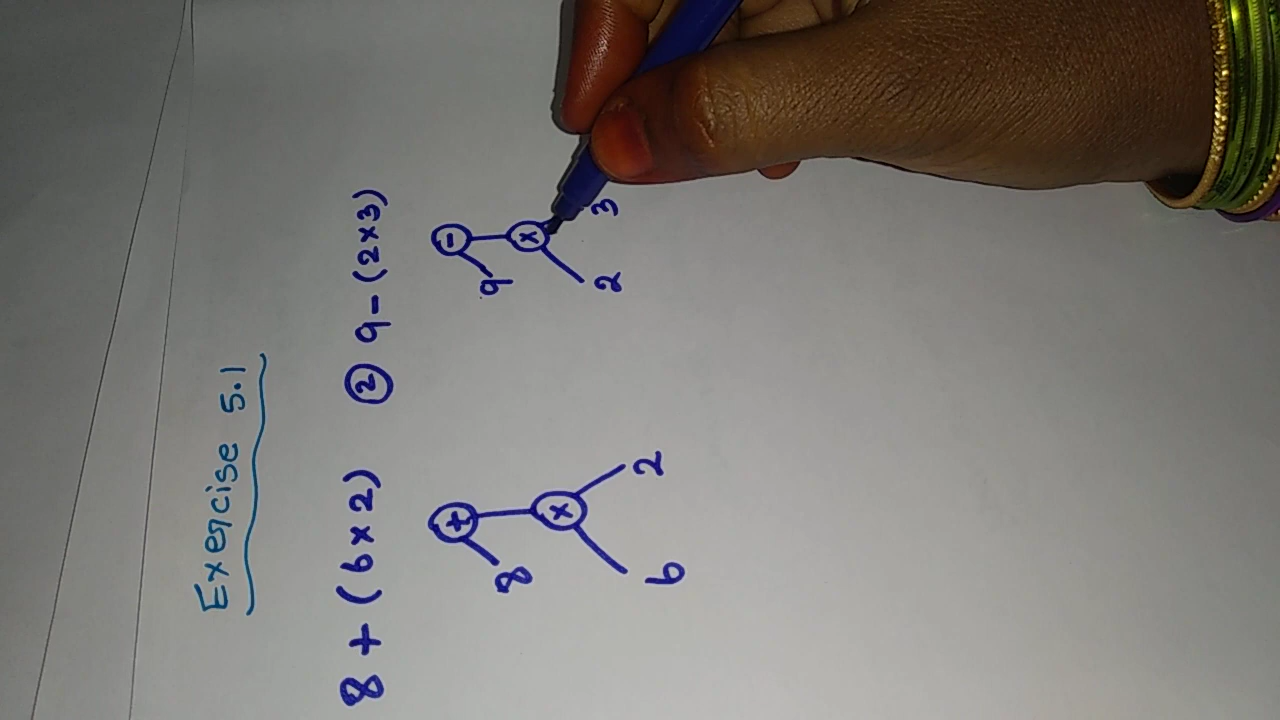 Exercise 5.1
8 + (6 × 2) ② 9 - (2 × 3)
+ -
8 × 9 ×
6 2 2 3